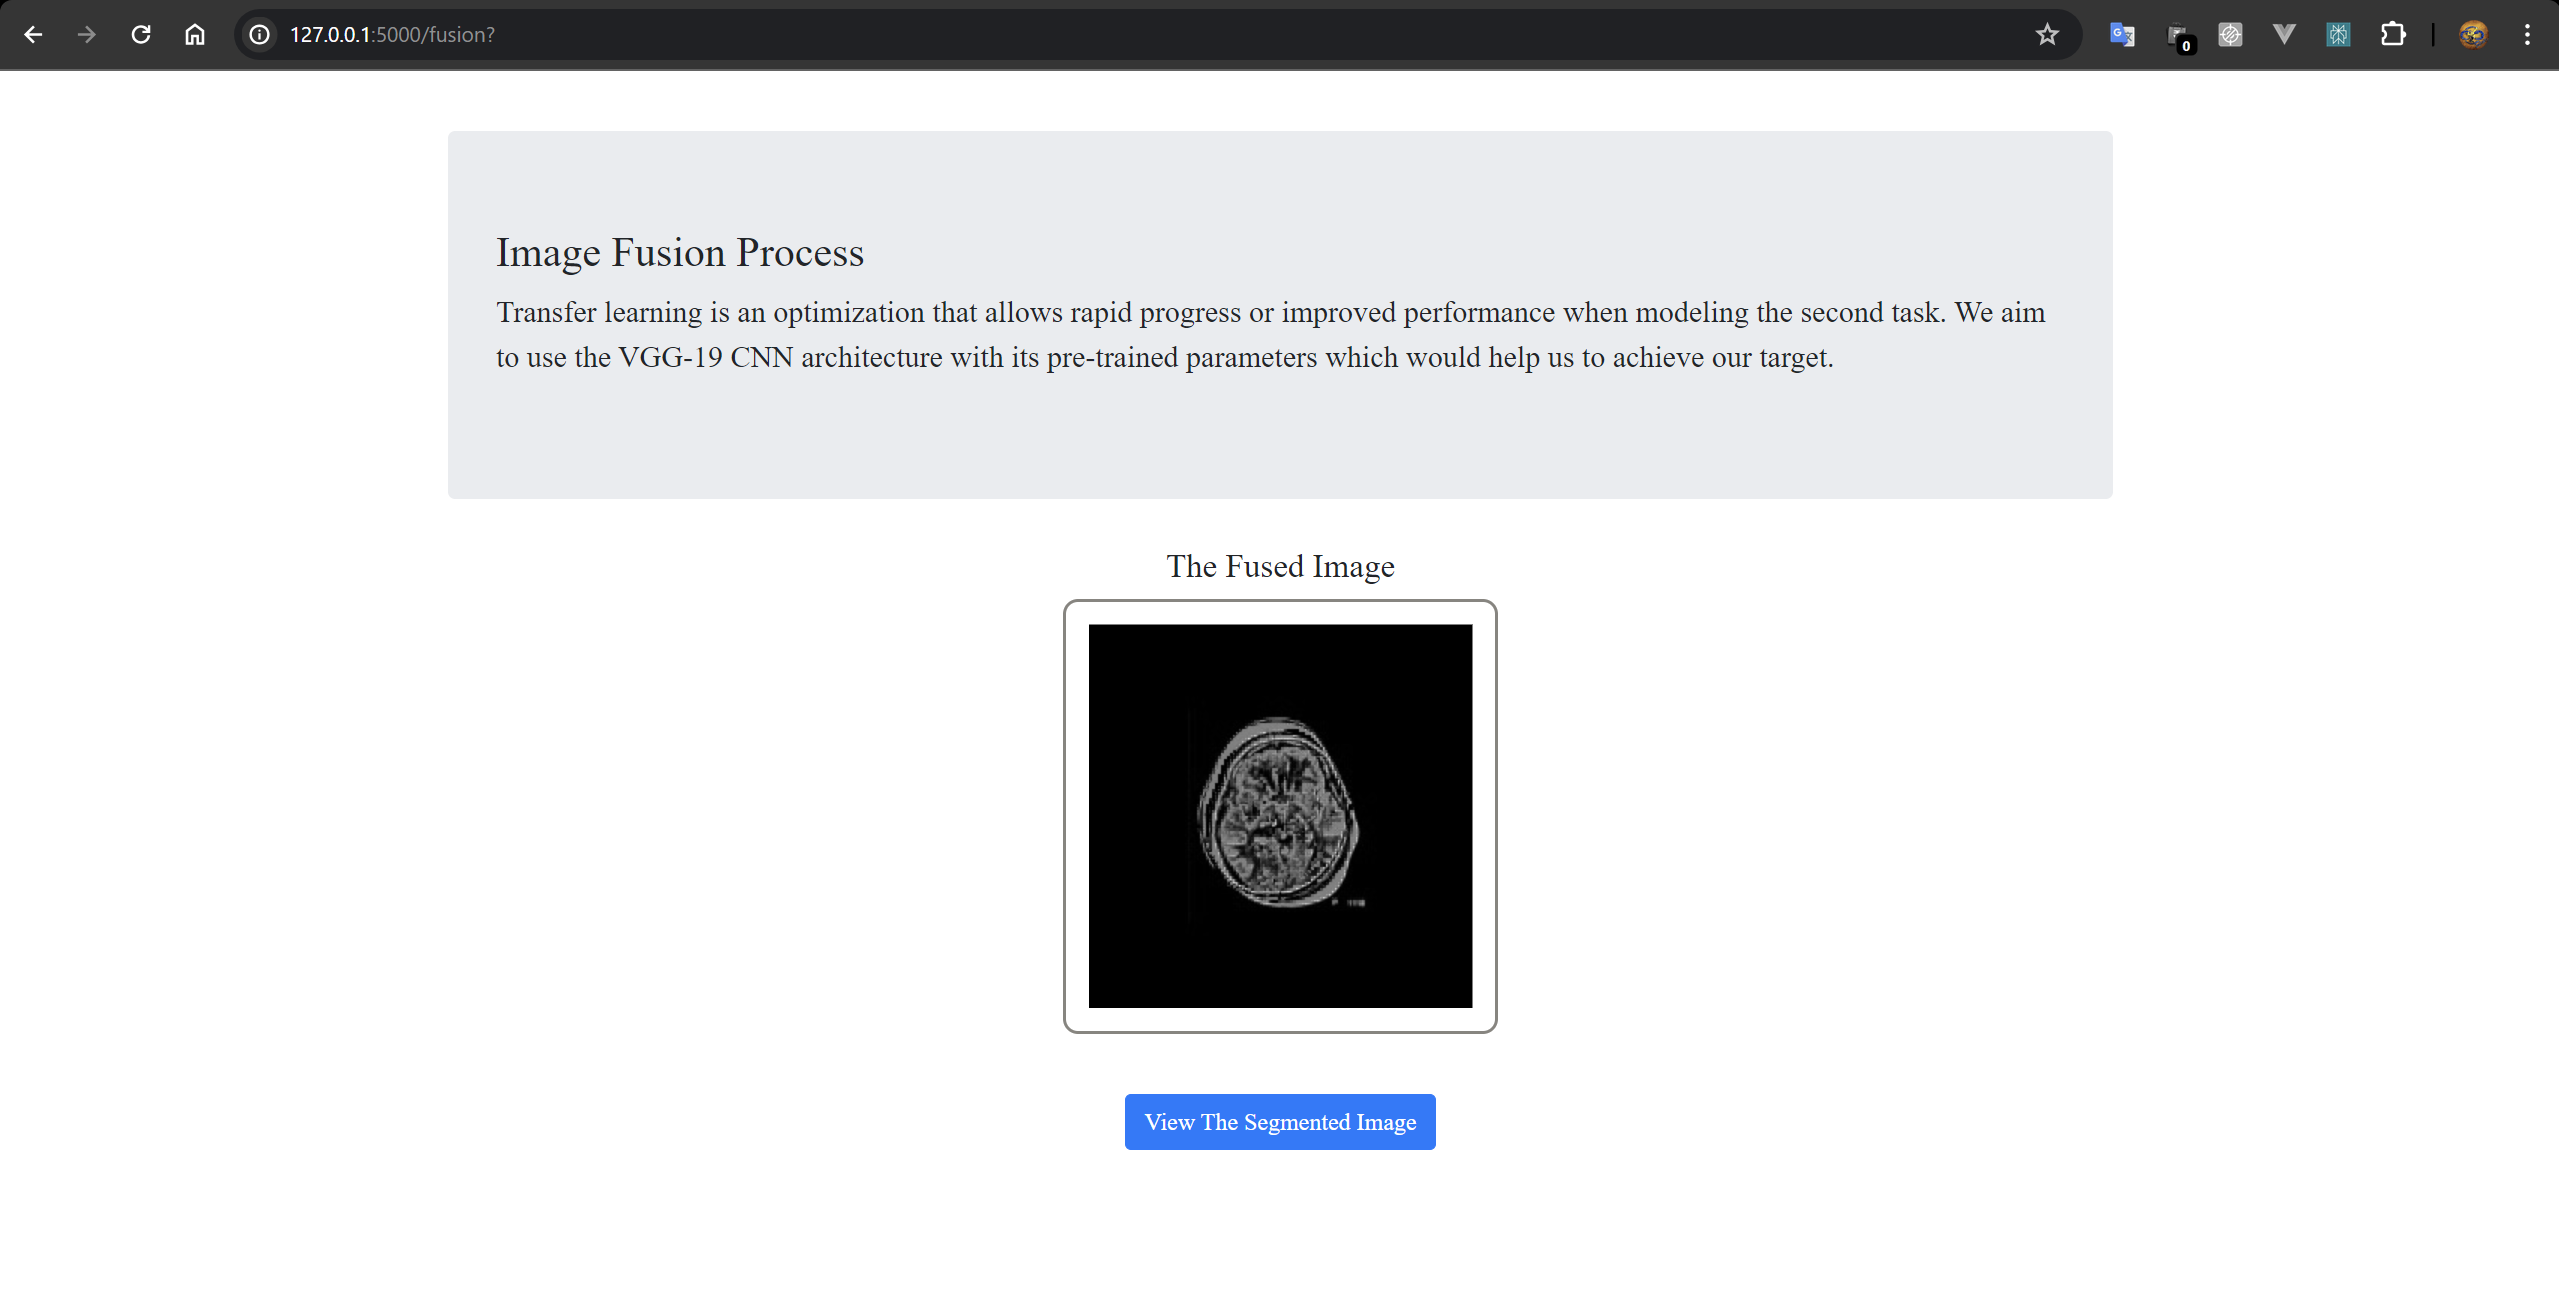 127.0.0.1:5000/fusion?
0
Image Fusion Process
Transfer learning is an optimization that allows rapid progress or improved performance when modeling the second task. We aim
to use the VGG-19 CNN architecture with its pre-trained parameters which would help us to achieve our target.
The Fused Image
View The Segmented Image